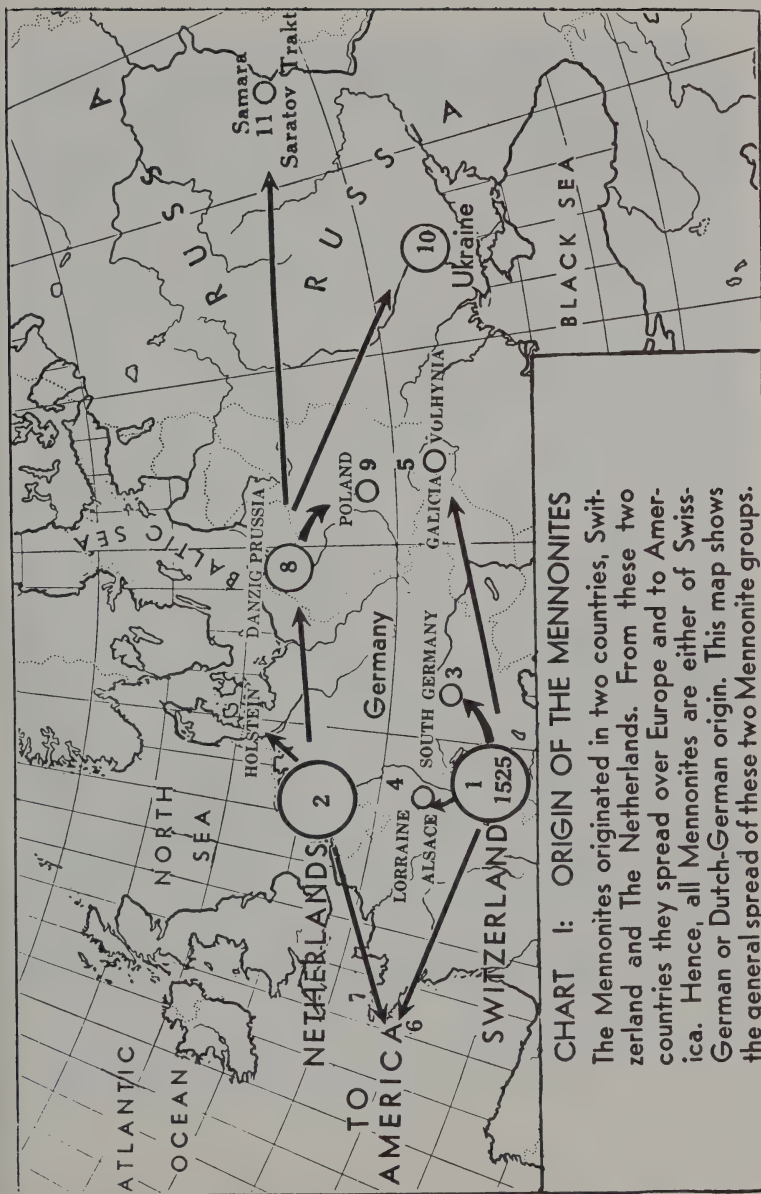 ATLANTIC
OCEAN
NORTH
SEA
BALTIC SEA
R U S S I A
R U S S I A
Samara
11
Saratov Trakt
HOLSTEIN
DANZIG PRUSSIA
8
POLAND
9
10
Ukraine
BLACK SEA
NETHERLANDS
2
Germany
GALICIA
5
VOLHYNIA
SOUTH GERMANY
3
4
LORRAINE
ALSACE
1
1525
SWITZERLAND
TO
AMERICA
7
6
CHART I: ORIGIN OF THE MENNONITES
The Mennonites originated in two countries, Swit-
zerland and The Netherlands. From these two
countries they spread over Europe and to Amer-
ica. Hence, all Mennonites are either of Swiss-
German or Dutch-German origin. This map shows
the general spread of these two Mennonite groups.